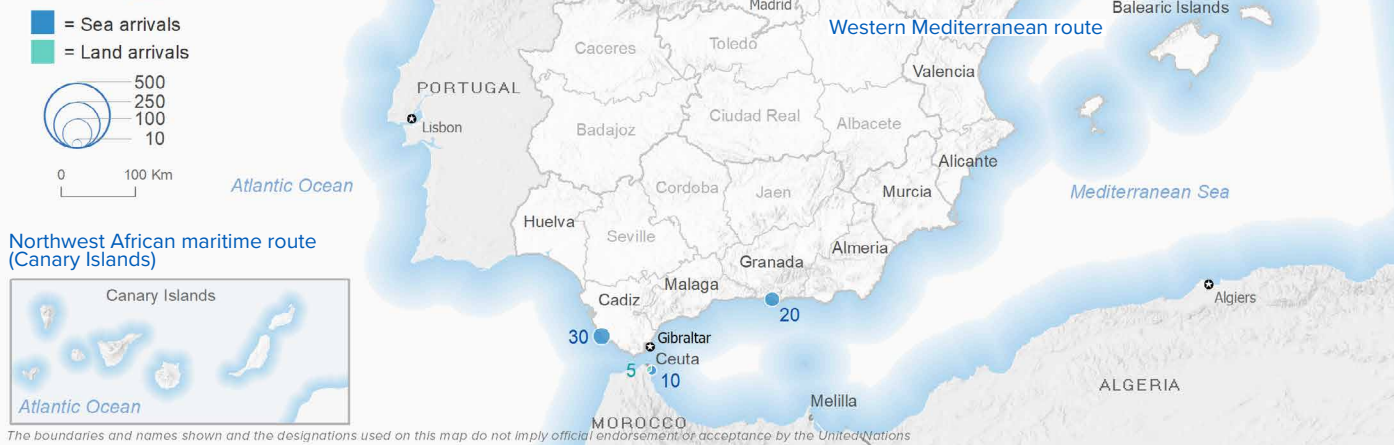 = Sea arrivals
= Land arrivals
500
250
100
10
0 100 Km
Madrid
Western Mediterranean route
Balearic Islands
Caceres
Toledo
Valencia
PORTUGAL
Lisbon
Badajoz
Ciudad Real
Albacete
Alicante
Atlantic Ocean
Cordoba
Jaen
Murcia
Mediterranean Sea
Huelva
Seville
Almeria
Granada
Malaga
Cadiz
20
30
Gibraltar
Ceuta
5
10
Algiers
ALGERIA
Melilla
MOROCCO
Northwest African maritime route
(Canary Islands)
Canary Islands
Atlantic Ocean
The boundaries and names shown and the designations used on this map do not imply official endorsement or acceptance by the United Nations